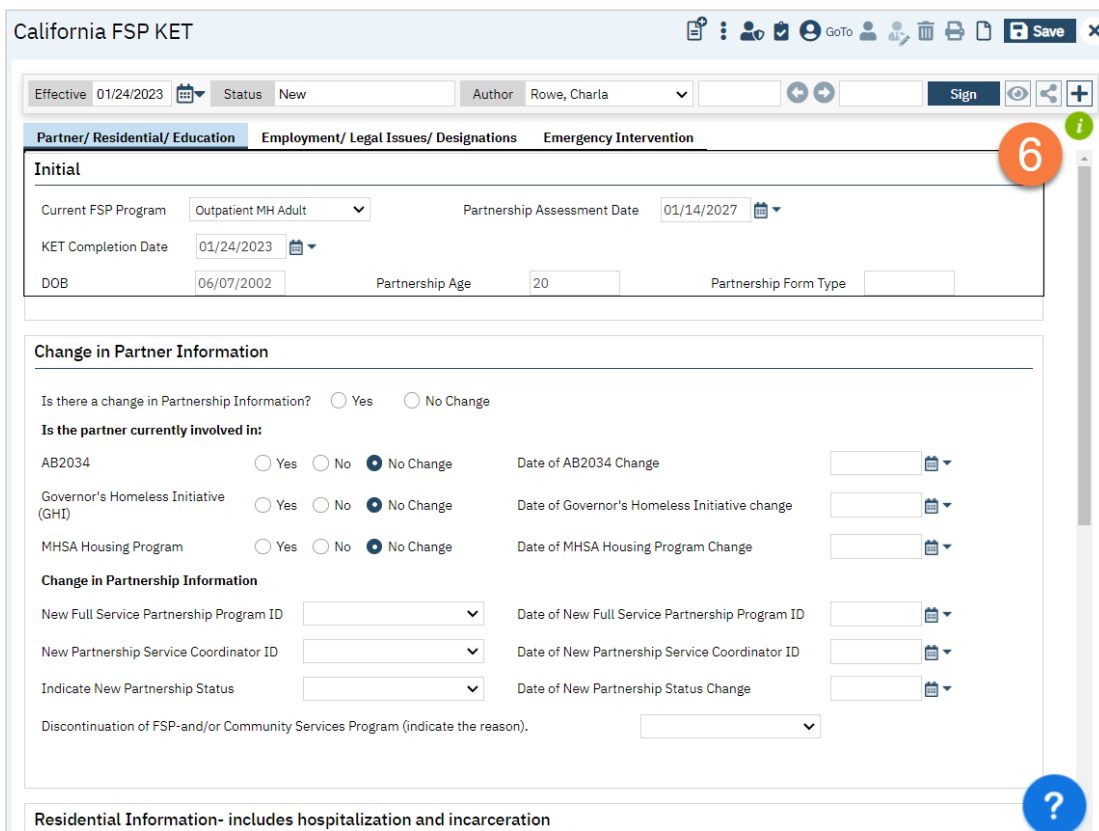 California FSP KET GoTo Save
Effective 01/24/2023 Status New Author Rowe, Charla Sign
Partner/ Residential/ Education Employment/ Legal Issues/ Designations Emergency Intervention
i
6
Initial
Current FSP Program Outpatient MH Adult Partnership Assessment Date 01/14/2027
KET Completion Date 01/24/2023
DOB 06/07/2002 Partnership Age 20 Partnership Form Type
Change in Partner Information
Is there a change in Partnership Information? Yes No Change
Is the partner currently involved in:
AB2034 Yes No No Change Date of AB2034 Change
Governor's Homeless Initiative
(GHI) Yes No No Change Date of Governor's Homeless Initiative change
MHSA Housing Program Yes No No Change Date of MHSA Housing Program Change
Change in Partnership Information
New Full Service Partnership Program ID Date of New Full Service Partnership Program ID
New Partnership Service Coordinator ID Date of New Partnership Service Coordinator ID
Indicate New Partnership Status Date of New Partnership Status Change
Discontinuation of FSP-and/or Community Services Program (indicate the reason).
?
Residential Information- includes hospitalization and incarceration